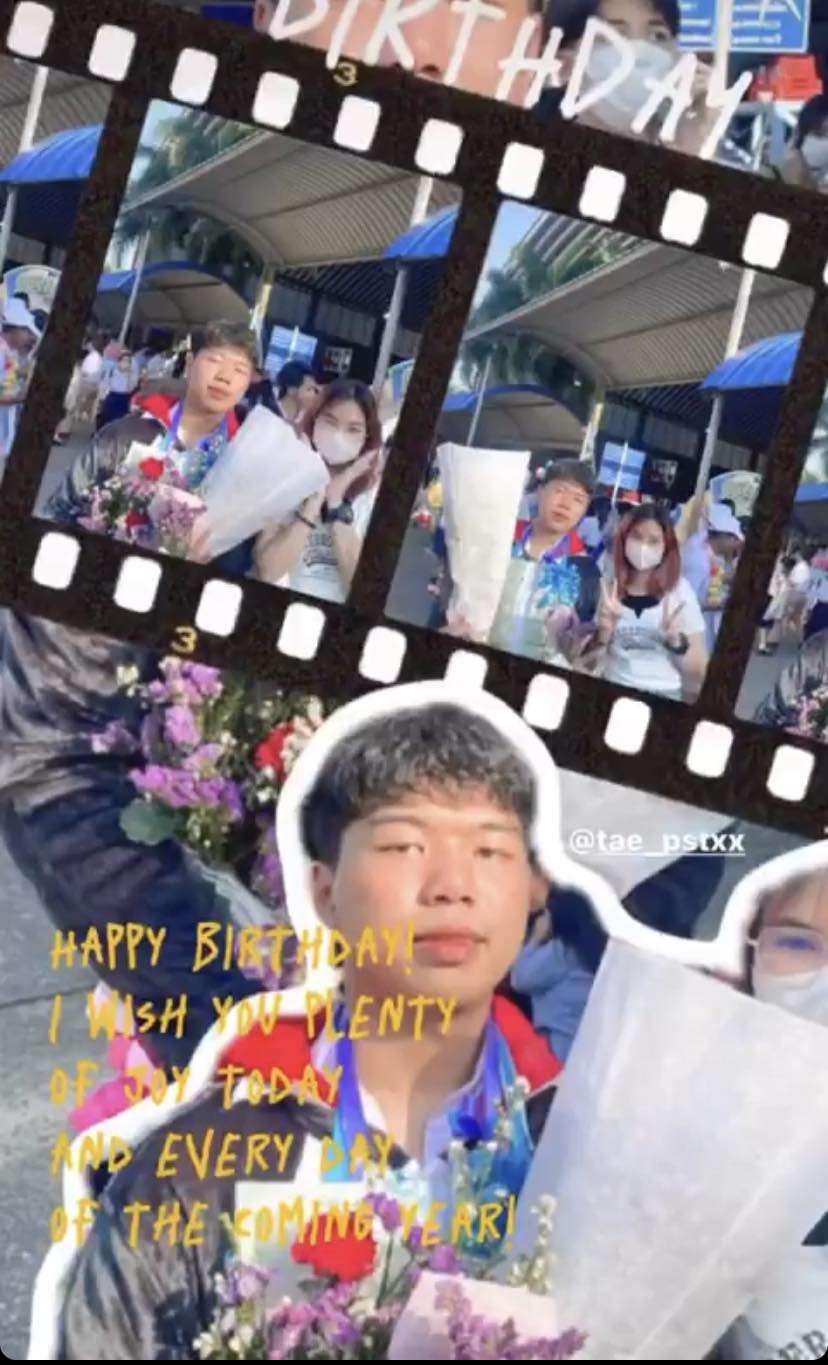 BIRTHDAY
3
3
@tae_pstxx
HAPPY BIRTHDAY!
I WISH YOU PLENTY
OF JOY TODAY
AND EVERY DAY
OF THE COMING YEAR!